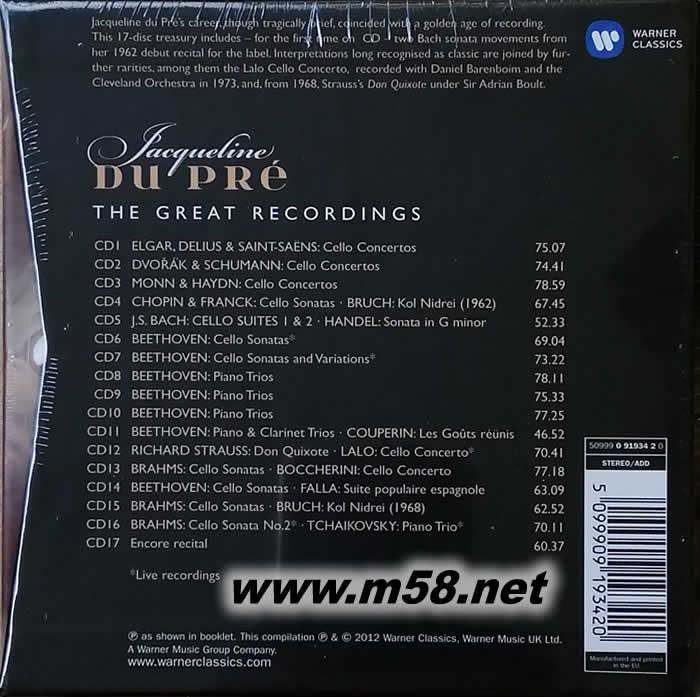 Jacqueline du Pré's career, though tragically brief, coincided with a golden age of recording.
This 17-disc treasury includes – for the first time on CD – two Bach sonata movements from
her 1962 debut recital for the label. Interpretations long recognised as classic are joined by fur-
ther rarities, among them the Lalo Cello Concerto, recorded with Daniel Barenboim and the
Cleveland Orchestra in 1973, and, from 1968, Strauss's Don Quixote under Sir Adrian Boult.
WARNER
CLASSICS
Jacqueline
DU PRÉ
THE GREAT RECORDINGS
CD1 ELGAR, DELIUS & SAINT-SAENS: Cello Concertos 75.07
CD2 DVOŘÁK & SCHUMANN: Cello Concertos 74.41
CD3 MONN & HAYDN: Cello Concertos 78.59
CD4 CHOPIN & FRANCK: Cello Sonatas · BRUCH: Kol Nidrei (1962) 67.45
CD5 J.S. BACH: CELLO SUITES 1 & 2 · HANDEL: Sonata in G minor 52.33
CD6 BEETHOVEN: Cello Sonatas* 69.04
CD7 BEETHOVEN: Cello Sonatas and Variations* 73.22
CD8 BEETHOVEN: Piano Trios 78.11
CD9 BEETHOVEN: Piano Trios 75.33
CD10 BEETHOVEN: Piano Trios 77.25
CD11 BEETHOVEN: Piano & Clarinet Trios · COUPERIN: Les Goûts réünis 46.52
CD12 RICHARD STRAUSS: Don Quixote · LALO: Cello Concerto* 70.41
CD13 BRAHMS: Cello Sonatas · BOCCHERINI: Cello Concerto 77.18
CD14 BEETHOVEN: Cello Sonatas · FALLA: Suite populaire espagnole 63.09
CD15 BRAHMS: Cello Sonatas · BRUCH: Kol Nidrei (1968) 62.52
CD16 BRAHMS: Cello Sonata No.2* · TCHAIKOVSKY: Piano Trio* 70.11
CD17 Encore recital 60.37
*Live recordings
50999 0 91934 2 0
STEREO/ADD
5 099909 193420
Manufactured and printed
in the EU
www.m58.net
℗ as shown in booklet. This compilation ℗ & © 2012 Warner Classics, Warner Music UK Ltd.
A Warner Music Group Company.
www.warnerclassics.com